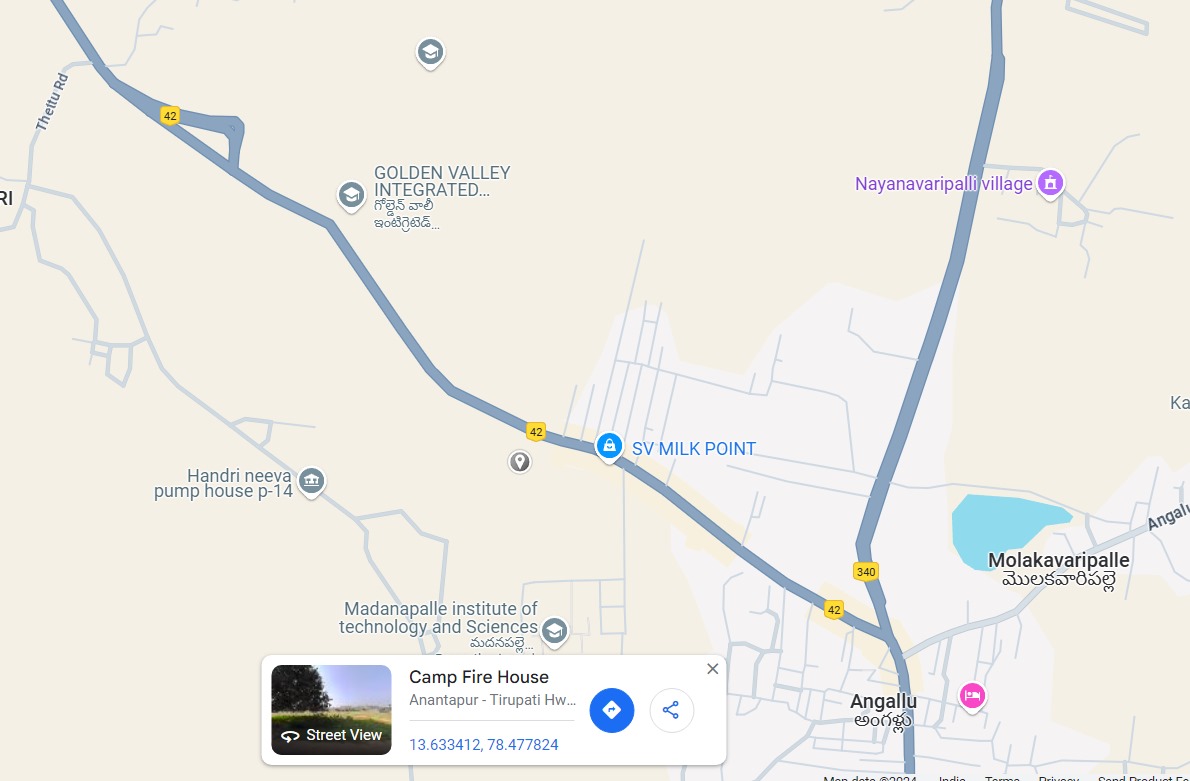 Thettu Rd
42
GOLDEN VALLEY
INTEGRATED...
గోల్డెన్ వాలీ
ఇంటిగ్రెటెడ్...
Nayanavaripalli village
RI
42
SV MILK POINT
Ka
Handri neeva
pump house p-14
Angalu
Molakavaripalle
మొలకవారిపల్లె
340
42
Madanapalle institute of
technology and Sciences
మదనపల్లె...
Camp Fire House
Anantapur - Tirupati Hw...
Street View
13.633412, 78.477824
Angallu
అంగళ్లు
Map data ©2024 India Terms Privacy Send Product Fe